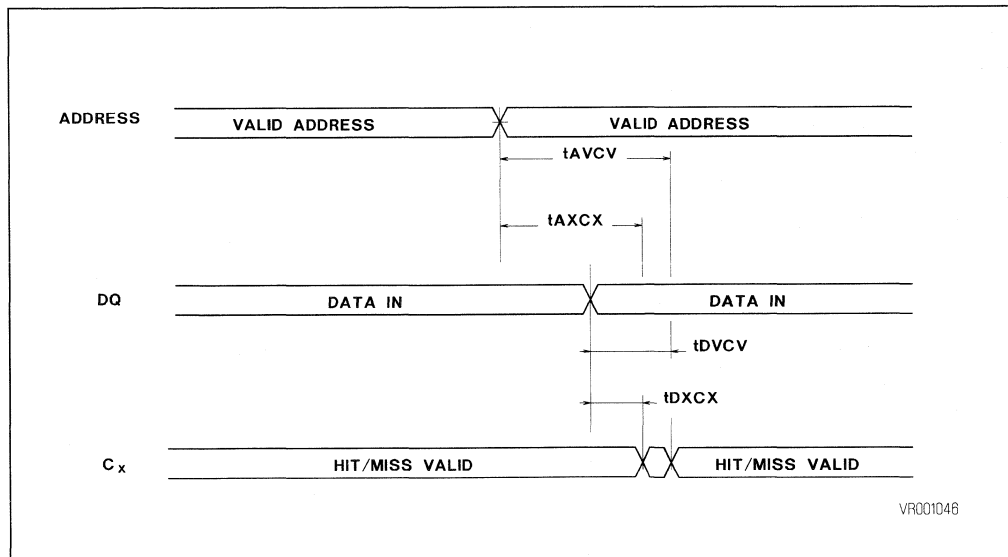 ADDRESS VALID ADDRESS VALID ADDRESS
tAVCV
tAXCX
DQ DATA IN DATA IN
tDVCV
tDXCX
Cx HIT/MISS VALID HIT/MISS VALID
VR001046